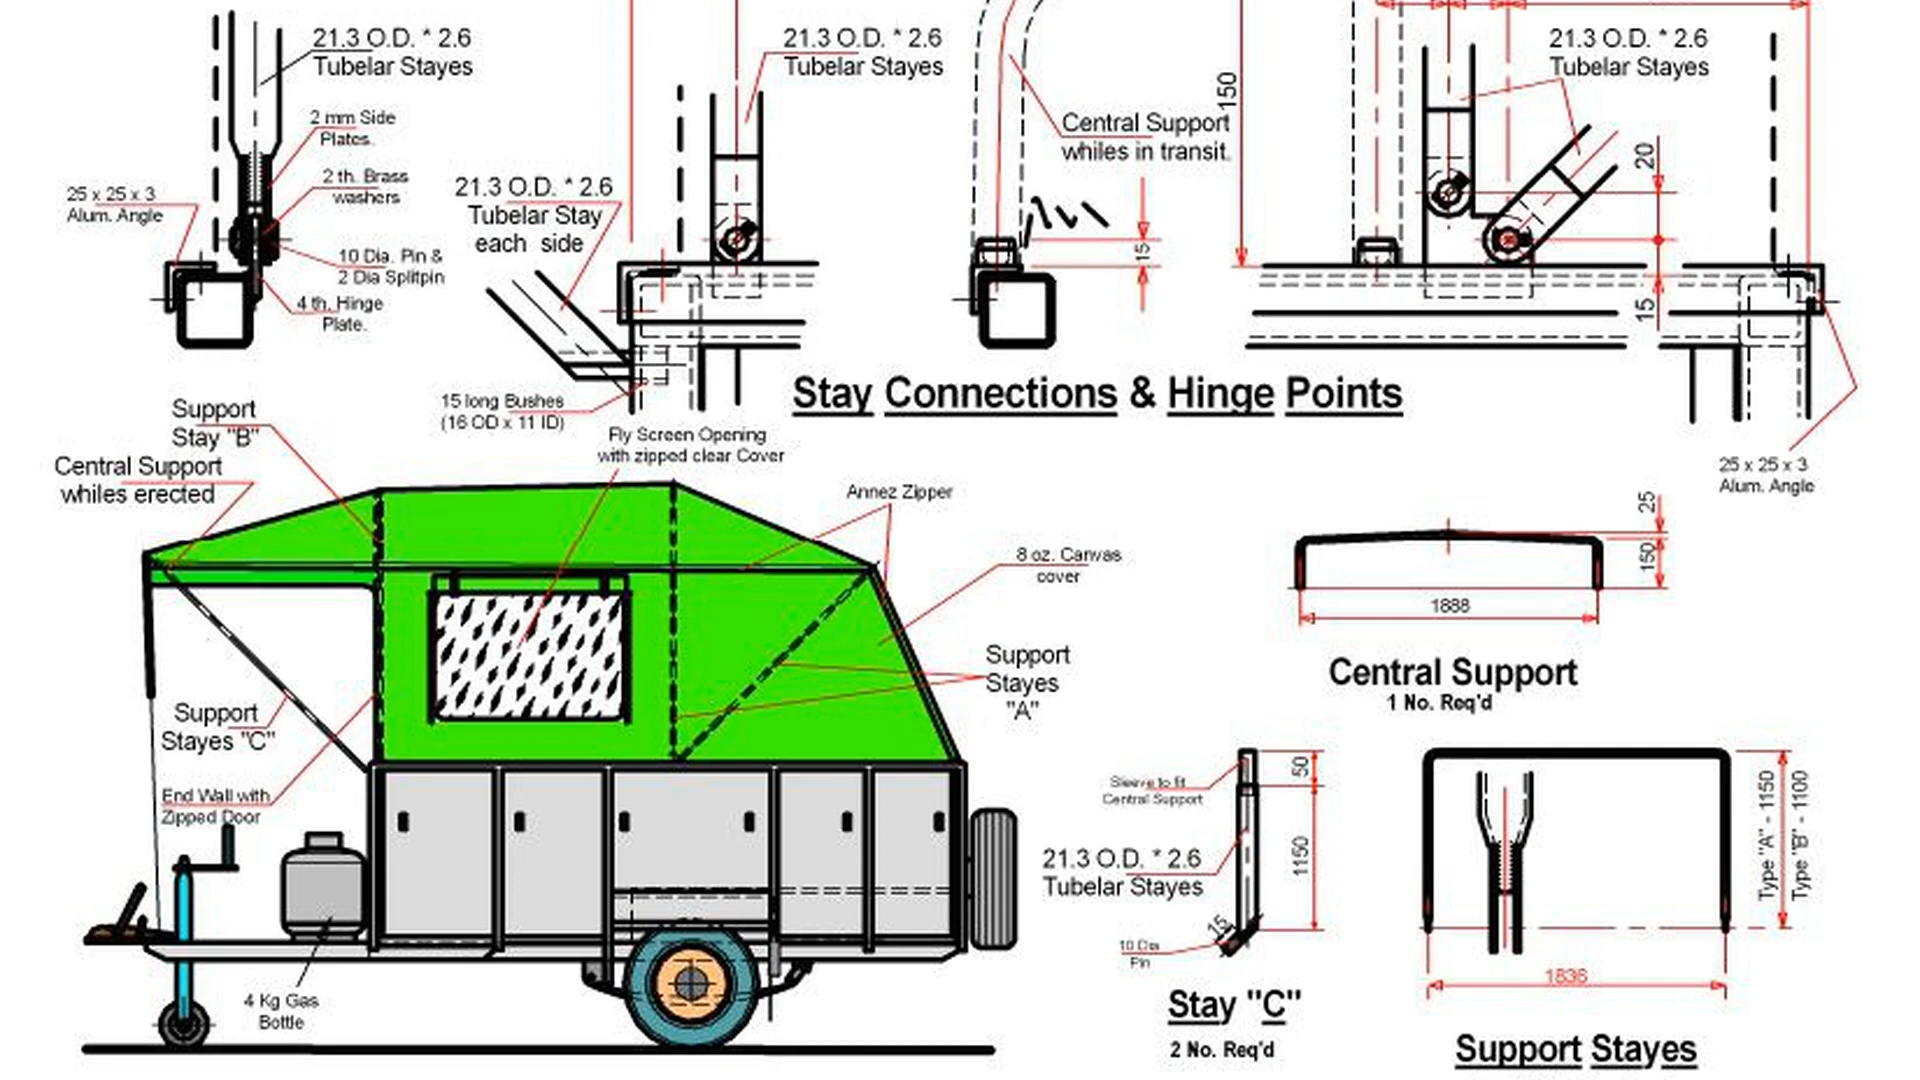 21.3 O.D. * 2.6
Tubelar Stayes
2 mm Side
Plates.
2 th. Brass
washers
25 x 25 x 3
Alum. Angle
10 Dia. Pin &
2 Dia Splitpin
4 th. Hinge
Plate.
21.3 O.D. * 2.6
Tubelar Stayes
21.3 O.D. * 2.6
Tubelar Stay
each side
15 long Bushes
(16 OD x 11 ID)
Central Support
whiles in transit.
15
150
21.3 O.D. * 2.6
Tubelar Stayes
20
15
25 x 25 x 3
Alum. Angle
Stay Connections & Hinge Points
Support
Stay "B"
Central Support
whiles erected
Fly Screen Opening
with zipped clear Cover
Annez Zipper
8 oz. Canvas
cover
Support
Stayes
"A"
Support
Stayes "C"
End Wall with
Zipped Door
4 Kg Gas
Bottle
25
150
1888
Central Support
1 No. Req'd
Sleeve to fit
Central Support
50
21.3 O.D. * 2.6
Tubelar Stayes
1150
15
10 Dia
Pin
Stay "C"
2 No. Req'd
Type "A" - 1150
Type "B" - 1100
1836
Support Stayes